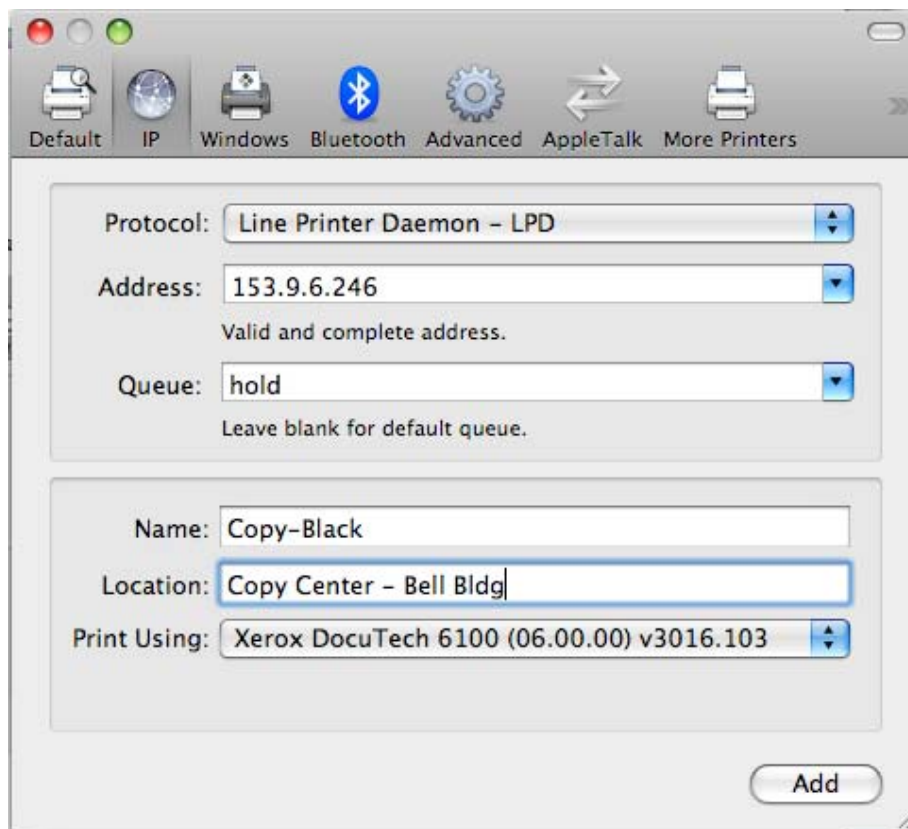 Default IP Windows Bluetooth Advanced AppleTalk More Printers
Protocol: Line Printer Daemon – LPD
Address: 153.9.6.246
Valid and complete address.
Queue: hold
Leave blank for default queue.
Name: Copy-Black
Location: Copy Center – Bell Bldg
Print Using: Xerox DocuTech 6100 (06.00.00) v3016.103
Add